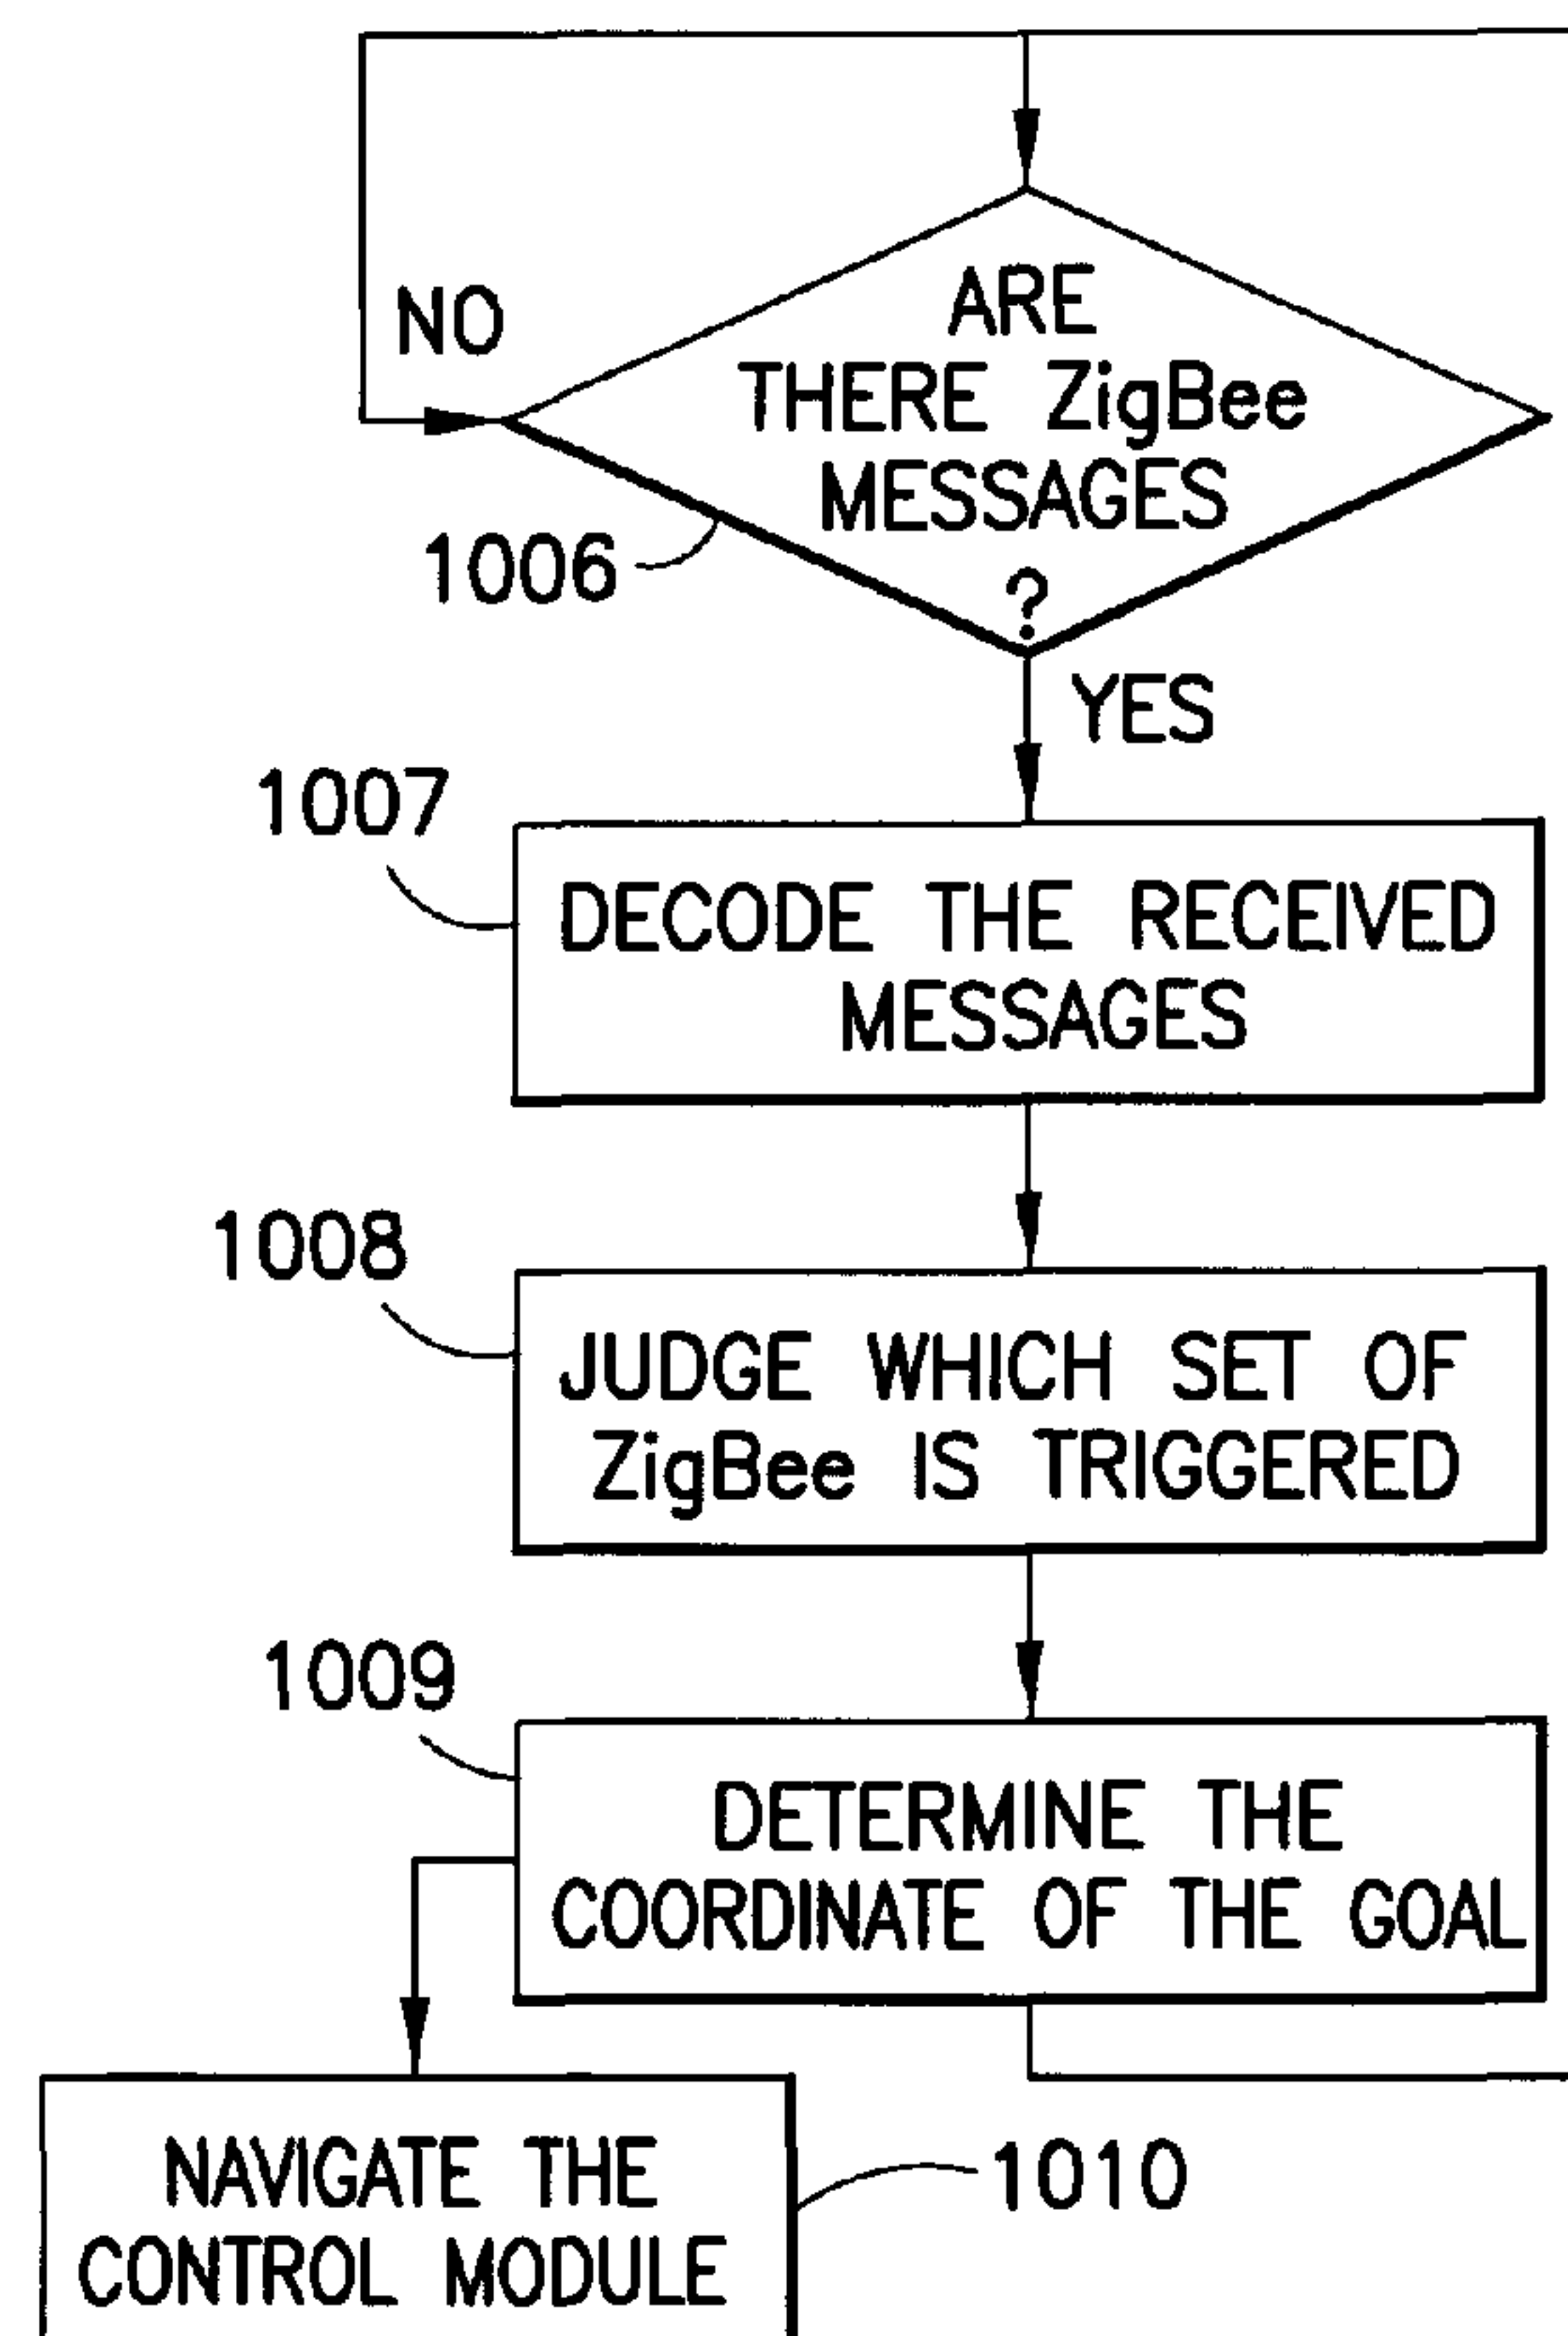 NO
ARE
THERE ZigBee
MESSAGES
?
1006
YES
1007
DECODE THE RECEIVED
MESSAGES
1008
JUDGE WHICH SET OF
ZigBee IS TRIGGERED
1009
DETERMINE THE
COORDINATE OF THE GOAL
NAVIGATE THE
CONTROL MODULE
1010